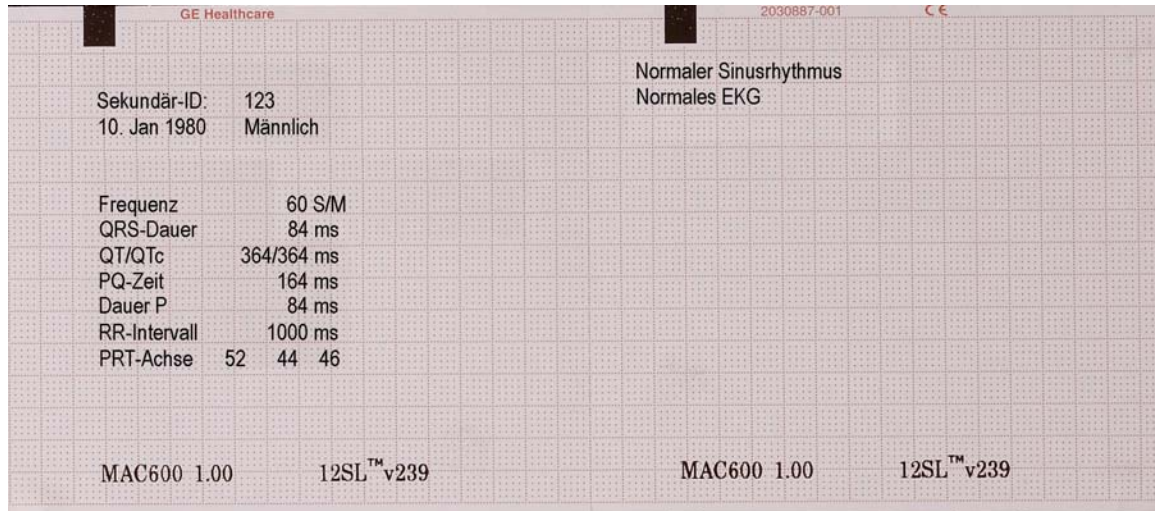 GE Healthcare
2030887-001 CE
Sekundär-ID: 123
10. Jan 1980 Männlich
Frequenz 60 S/M
QRS-Dauer 84 ms
QT/QTc 364/364 ms
PQ-Zeit 164 ms
Dauer P 84 ms
RR-Intervall 1000 ms
PRT-Achse 52 44 46
MAC600 1.00 12SL™v239
Normaler Sinusrhythmus
Normales EKG
MAC600 1.00 12SL™v239